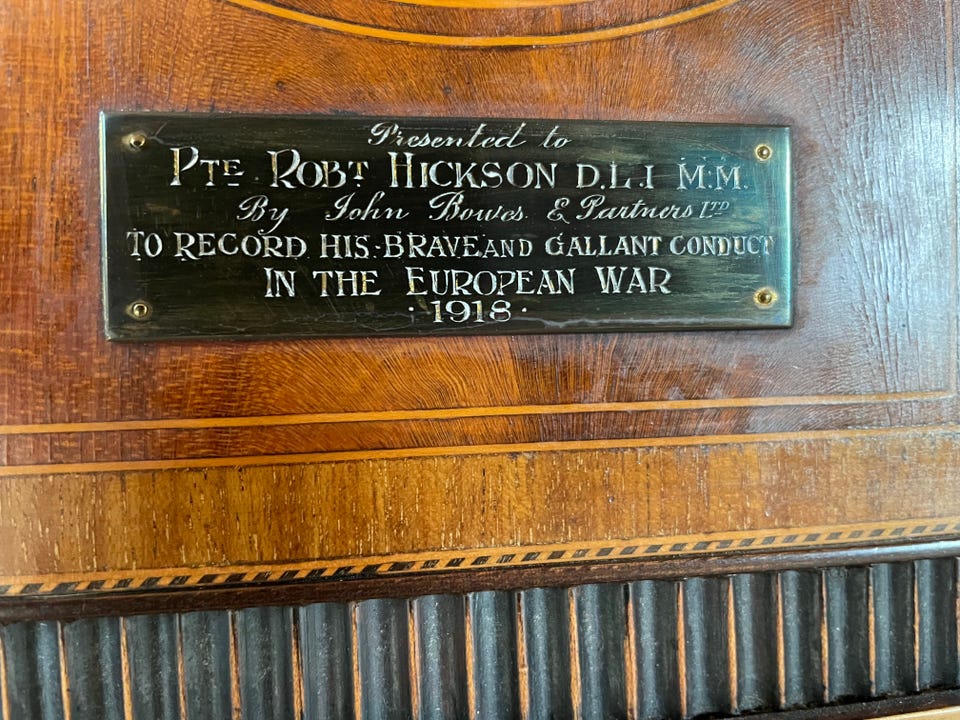 Presented to
PTE ROBT HICKSON D.L.I M.M.
By John Bowes & Partners LTD
TO RECORD HIS BRAVE AND GALLANT CONDUCT
IN THE EUROPEAN WAR
·1918·